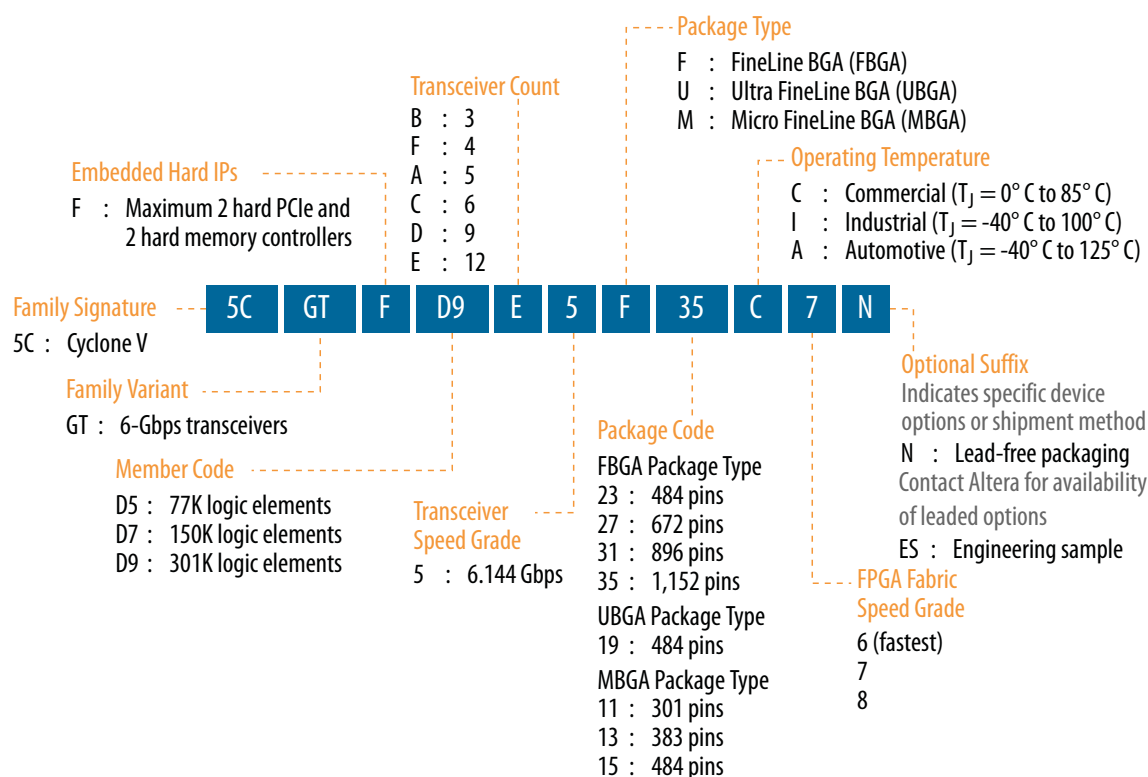 Package Type
F : FineLine BGA (FBGA)
U : Ultra FineLine BGA (UBGA)
M : Micro FineLine BGA (MBGA)
Transceiver Count
B : 3
F : 4
A : 5
C : 6
D : 9
E : 12
Operating Temperature
C : Commercial (TJ = 0° C to 85° C)
I : Industrial (TJ = -40° C to 100° C)
A : Automotive (TJ = -40° C to 125° C)
Embedded Hard IPs
F : Maximum 2 hard PCIe and
2 hard memory controllers
Family Signature
5C : Cyclone V
5C GT F D9 E 5 F 35 C 7 N
Family Variant
GT : 6-Gbps transceivers
Member Code
D5 : 77K logic elements
D7 : 150K logic elements
D9 : 301K logic elements
Transceiver
Speed Grade
5 : 6.144 Gbps
Package Code
FBGA Package Type
23 : 484 pins
27 : 672 pins
31 : 896 pins
35 : 1,152 pins
UBGA Package Type
19 : 484 pins
MBGA Package Type
11 : 301 pins
13 : 383 pins
15 : 484 pins
Optional Suffix
Indicates specific device
options or shipment method
N : Lead-free packaging
Contact Altera for availability
of leaded options
ES : Engineering sample
FPGA Fabric
Speed Grade
6 (fastest)
7
8